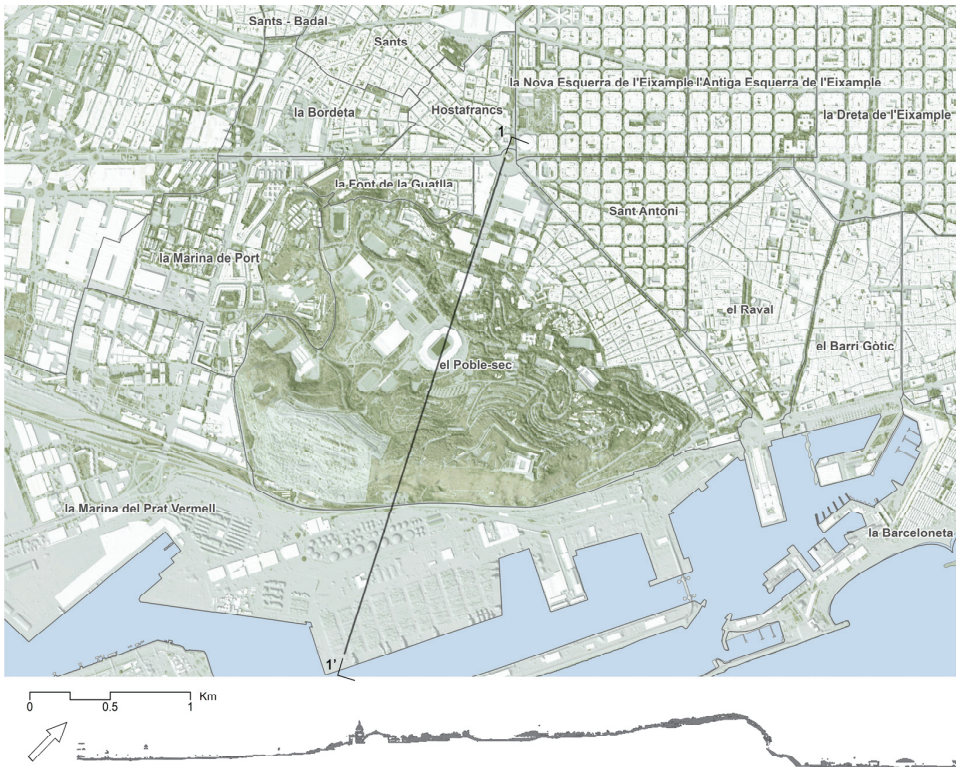 Sants - Badal
Sants
la Nova Esquerra de l'Eixample l'Antiga Esquerra de l'Eixample
la Bordeta
Hostafrancs
la Dreta de l'Eixample
1
la Font de la Guatlla
Sant Antoni
la Marina de Port
el Raval
el Barri Gòtic
el Poble-sec
la Marina del Prat Vermell
la Barceloneta
1'
Km
0 0.5 1